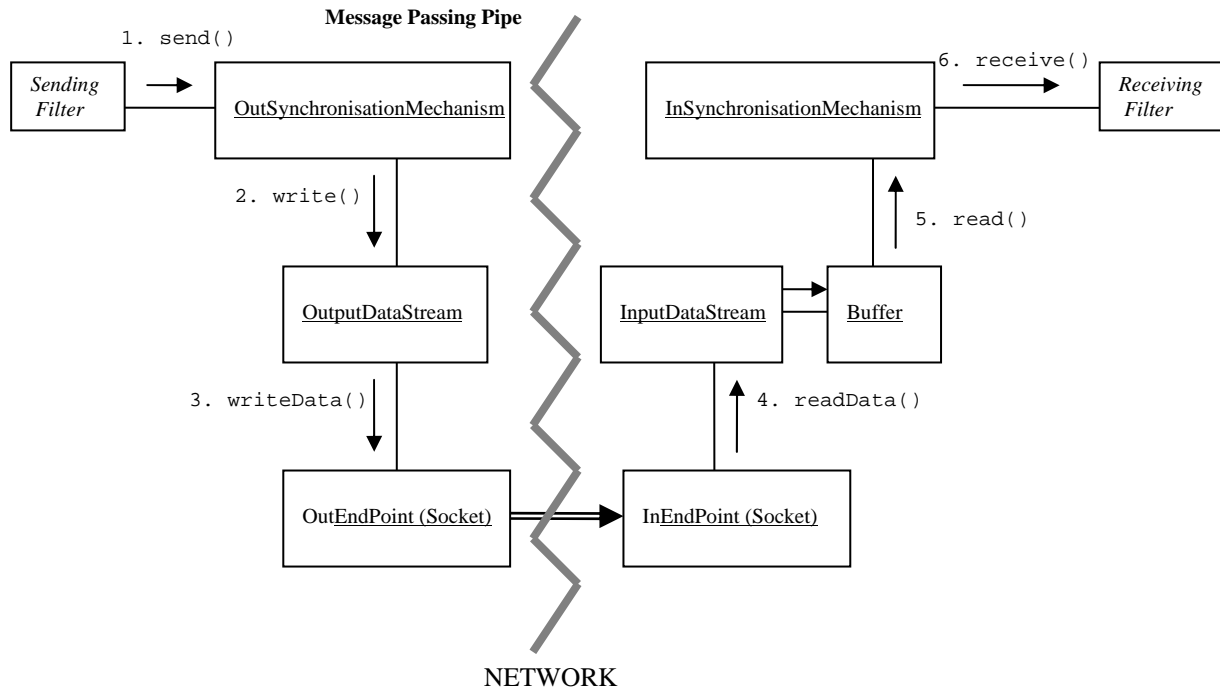 Message Passing Pipe
1. send()
6. receive()
Sending
Filter
OutSynchronisationMechanism
InSynchronisationMechanism
Receiving
Filter
2. write()
5. read()
OutputDataStream
InputDataStream
Buffer
3. writeData()
4. readData()
OutEndPoint (Socket)
InEndPoint (Socket)
NETWORK